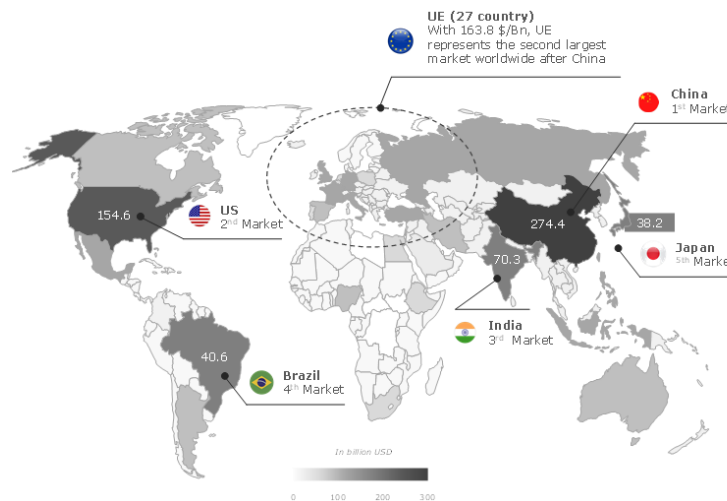 UE (27 country)
With 163.8 $/Bn, UE
represents the second largest
market worldwide after China
China
1st Market
154.6
US
2nd Market
274.4
38.2
Japan
5th Market
70.3
India
3rd Market
40.6
Brazil
4th Market
In billion USD
0 100 200 300